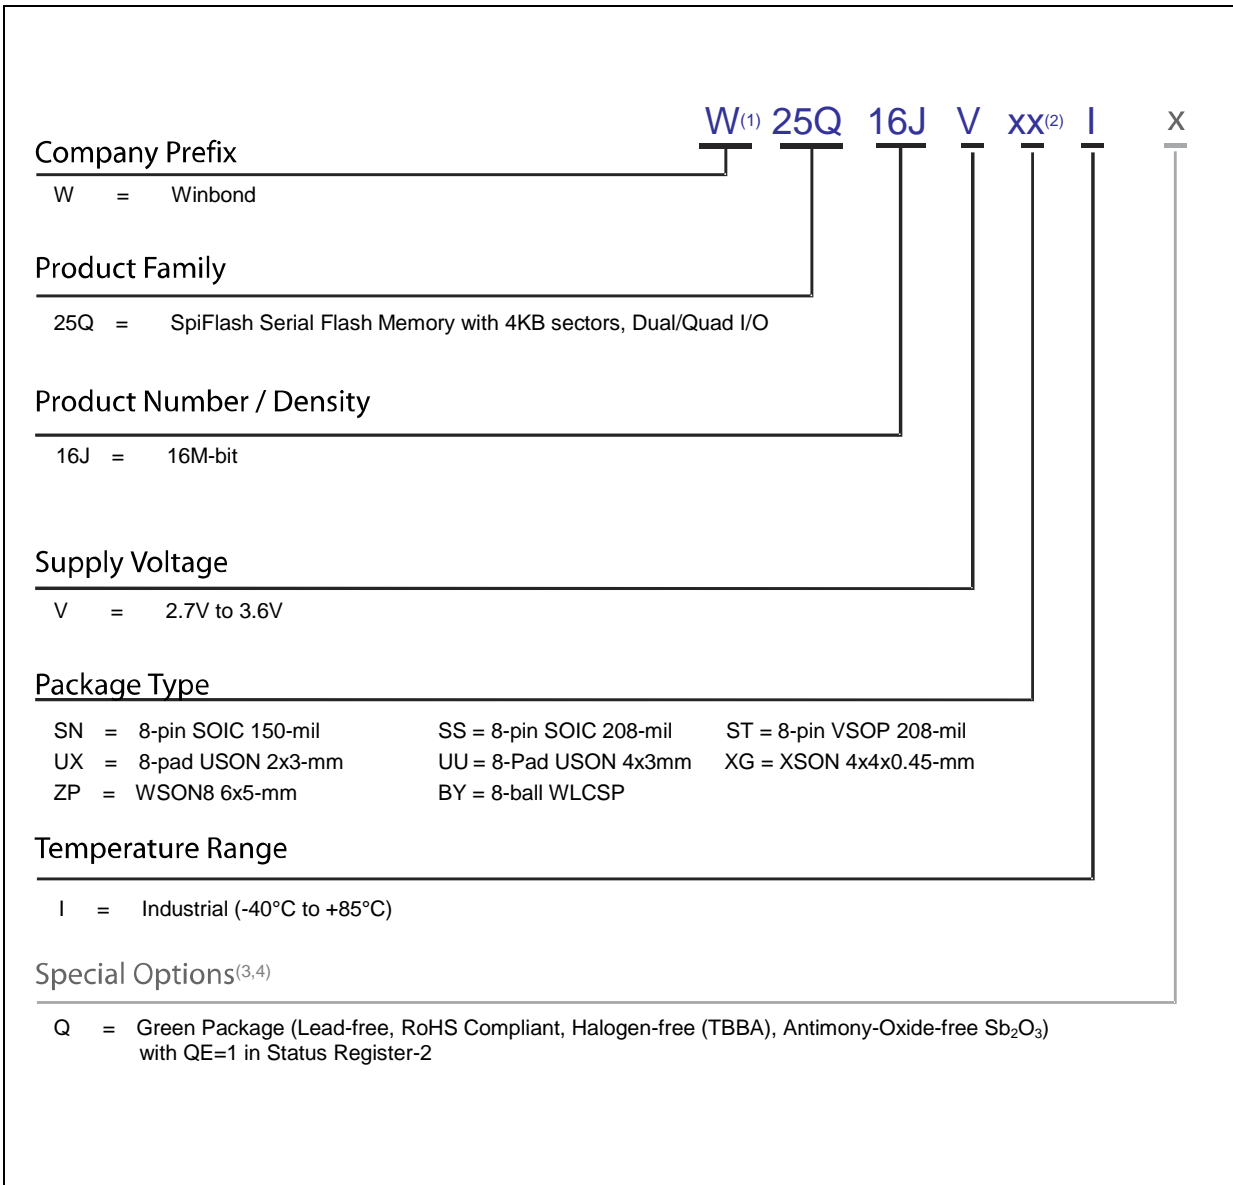 W(1) 25Q 16J V xx(2) I x
Company Prefix
W = Winbond
Product Family
25Q = SpiFlash Serial Flash Memory with 4KB sectors, Dual/Quad I/O
Product Number / Density
16J = 16M-bit
Supply Voltage
V = 2.7V to 3.6V
Package Type
SN = 8-pin SOIC 150-mil SS = 8-pin SOIC 208-mil ST = 8-pin VSOP 208-mil
UX = 8-pad USON 2x3-mm UU = 8-Pad USON 4x3mm XG = XSON 4x4x0.45-mm
ZP = WSON8 6x5-mm BY = 8-ball WLCSP
Temperature Range
I = Industrial (-40°C to +85°C)
Special Options(3,4)
Q = Green Package (Lead-free, RoHS Compliant, Halogen-free (TBBA), Antimony-Oxide-free Sb₂O₃)
with QE=1 in Status Register-2